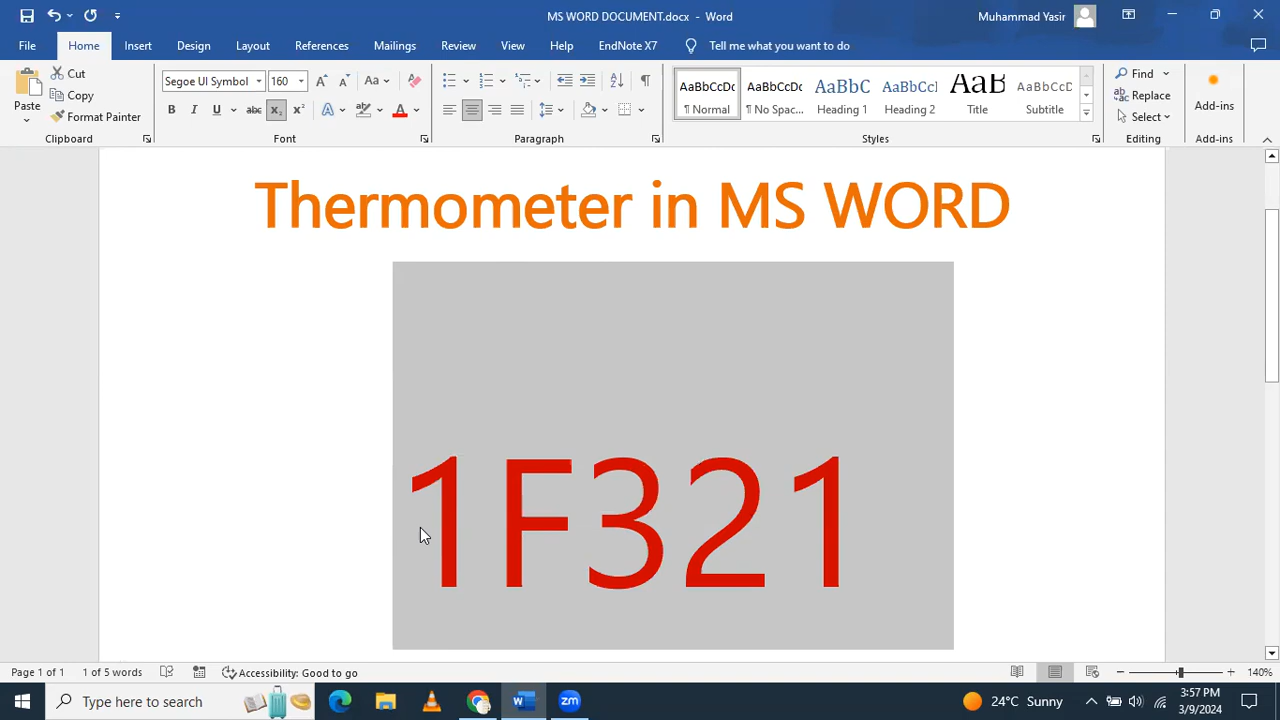 MS WORD DOCUMENT.docx - Word
Muhammad Yasir
File Home Insert Design Layout References Mailings Review View Help EndNote X7 Tell me what you want to do
Paste
Cut
Copy
Format Painter
Clipboard
Segoe UI Symbol 160 Aa
B I U abc X₂ A A
Font
Paragraph
AaBbCcDc AaBbCcDc AaBbC AaBbCcl AaB AaBbCcD
¶ Normal ¶ No Spac... Heading 1 Heading 2 Title Subtitle
Styles
Find
Replace
Select
Editing
Add-ins
Add-ins
Thermometer in MS WORD
1F321
Page 1 of 1 1 of 5 words Accessibility: Good to go 140%
Type here to search
W
zm
24°C Sunny
3:57 PM
3/9/2024